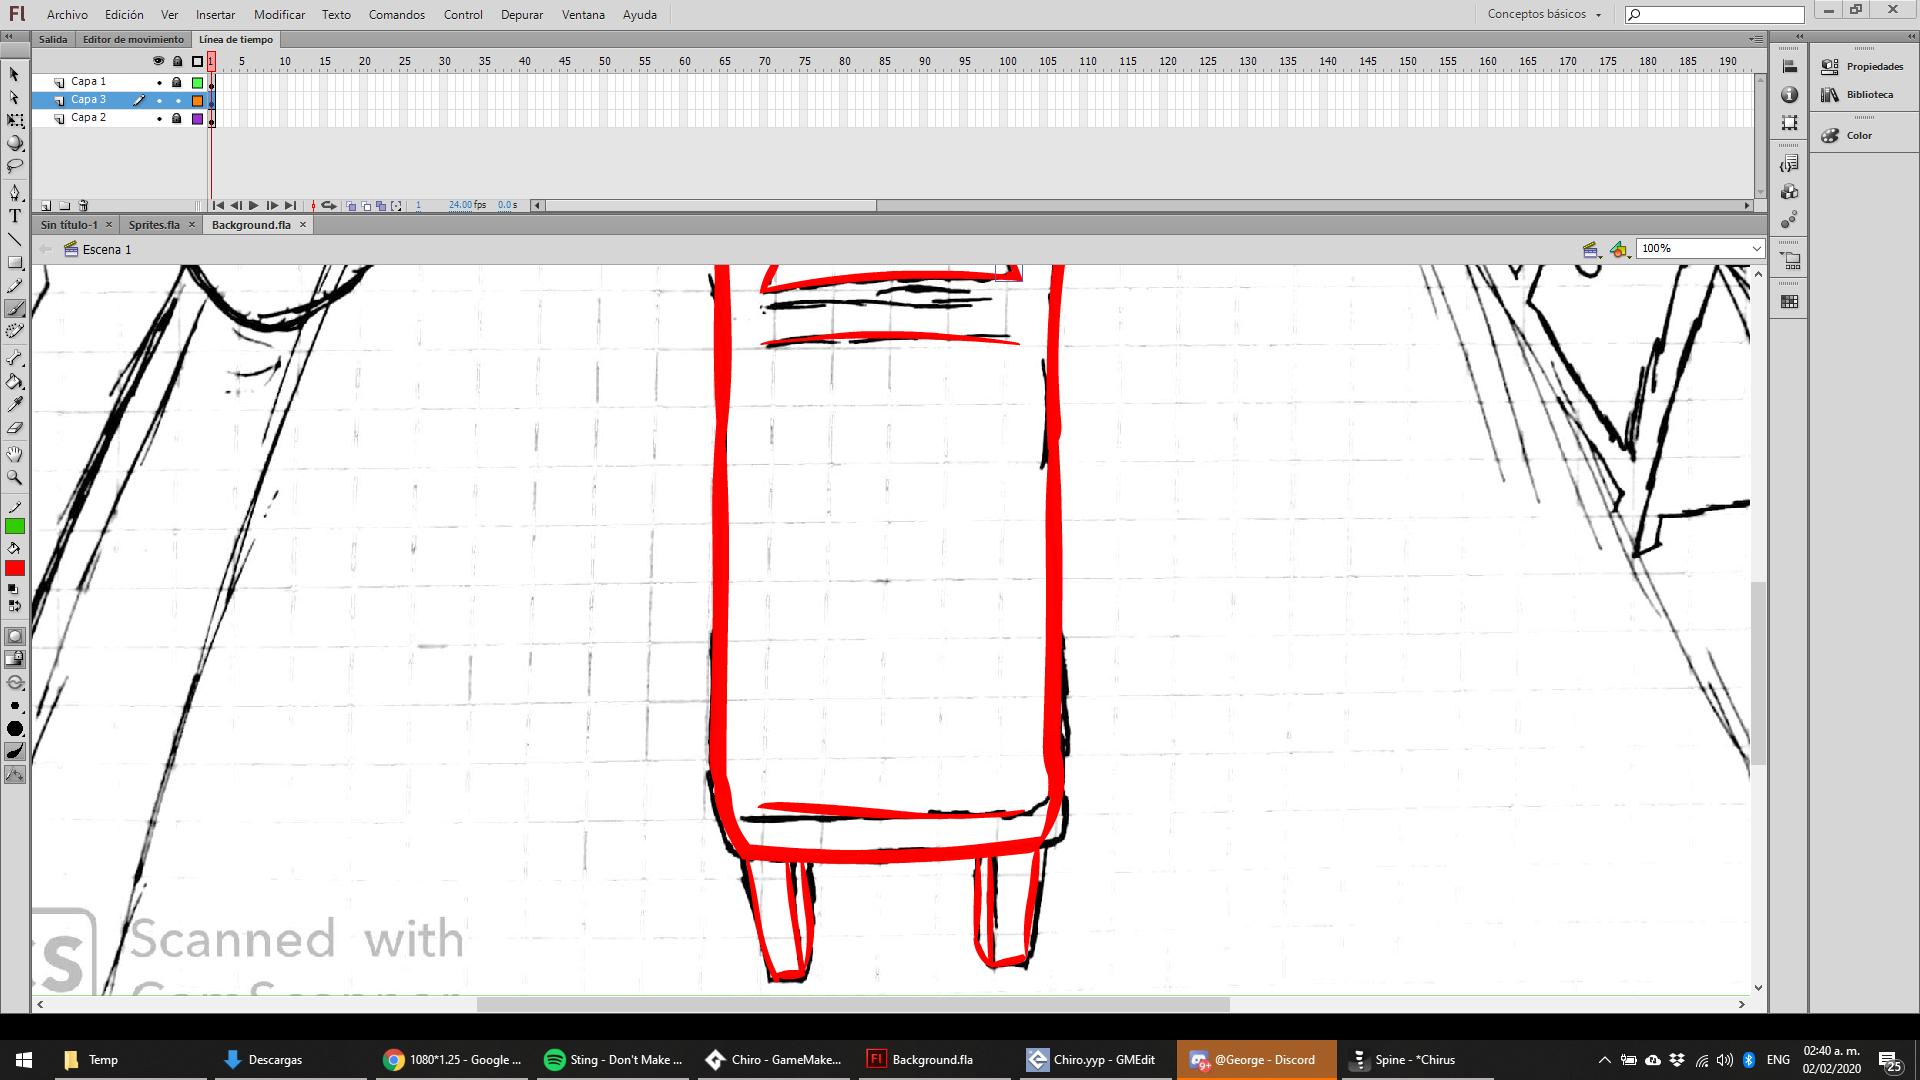 Fl Archivo Edición Ver Insertar Modificar Texto Comandos Control Depurar Ventana Ayuda Conceptos básicos
Salida Editor de movimiento Línea de tiempo
1 5 10 15 20 25 30 35 40 45 50 55 60 65 70 75 80 85 90 95 100 105 110 115 120 125 130 135 140 145 150 155 160 165 170 175 180 185 190
Capa 1
Capa 3
Capa 2
1 24.00 fps 0.0 s
Sin título-1 Sprites.fla Background.fla
Escena 1 100%
Propiedades
Biblioteca
Color
T
cs Scanned with
CamScanner
Temp Descargas 1080*1.25 - Google ... Sting - Don't Make ... Chiro - GameMake... Fl Background.fla Chiro.yyp - GMEdit 9+ @George - Discord Spine - *Chirus ENG 02:40 a. m.
02/02/2020 25